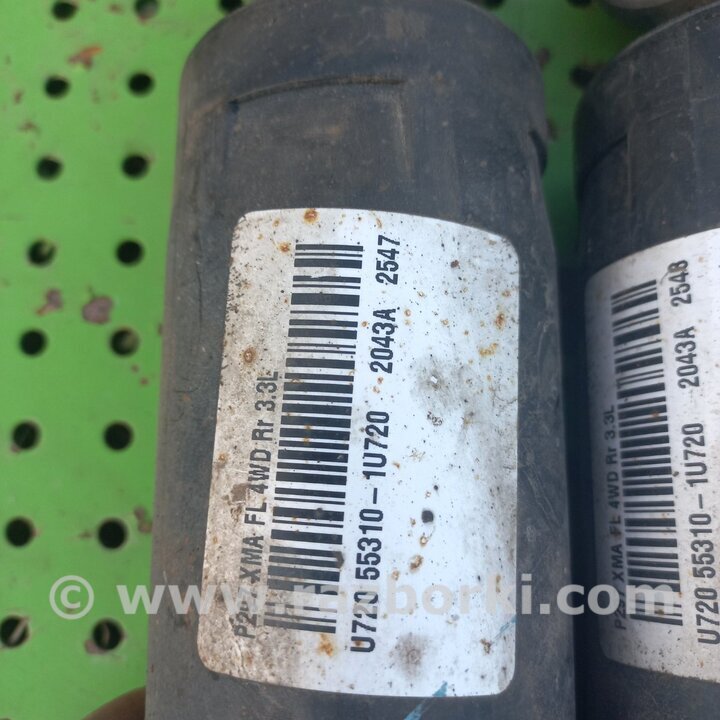 XMA FL 4WD Rr 3.3L
U720 55310-1U720 2043A 2547
XMA FL 4WD Rr 3.3L
U720 55310-1U720 2043A 2548
© www.razborki.com